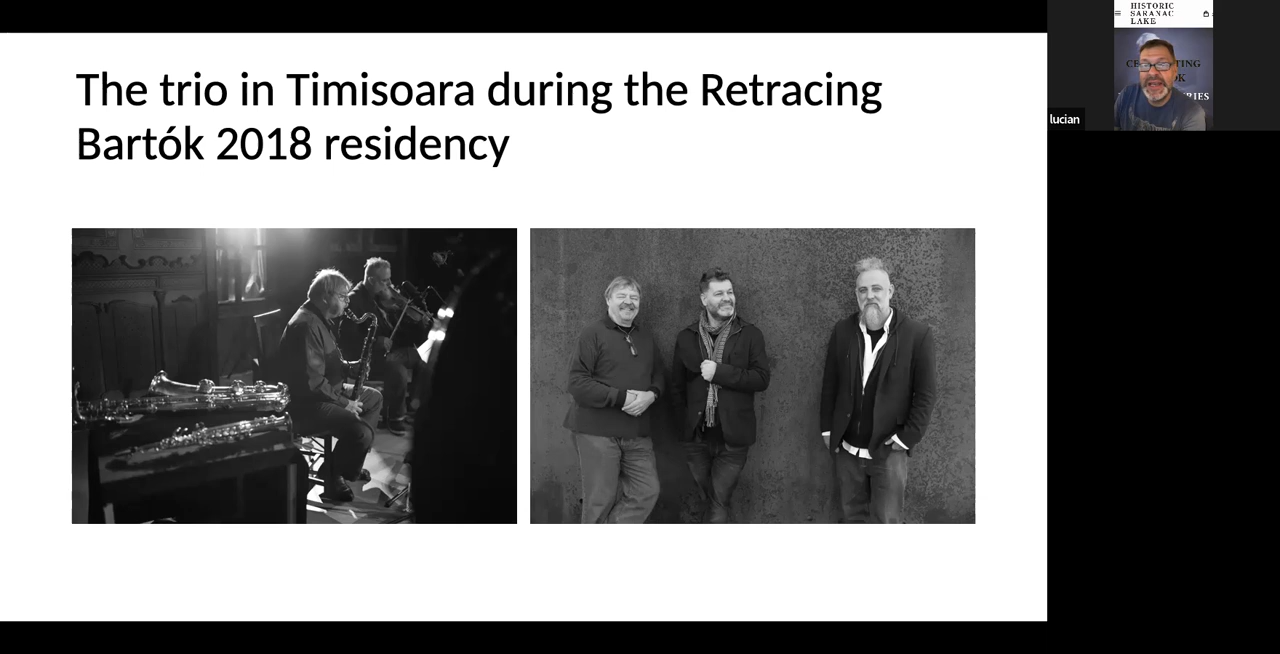 The trio in Timisoara during the Retracing
Bartók 2018 residency
HISTORIC
SARANAC
LAKE
lucian